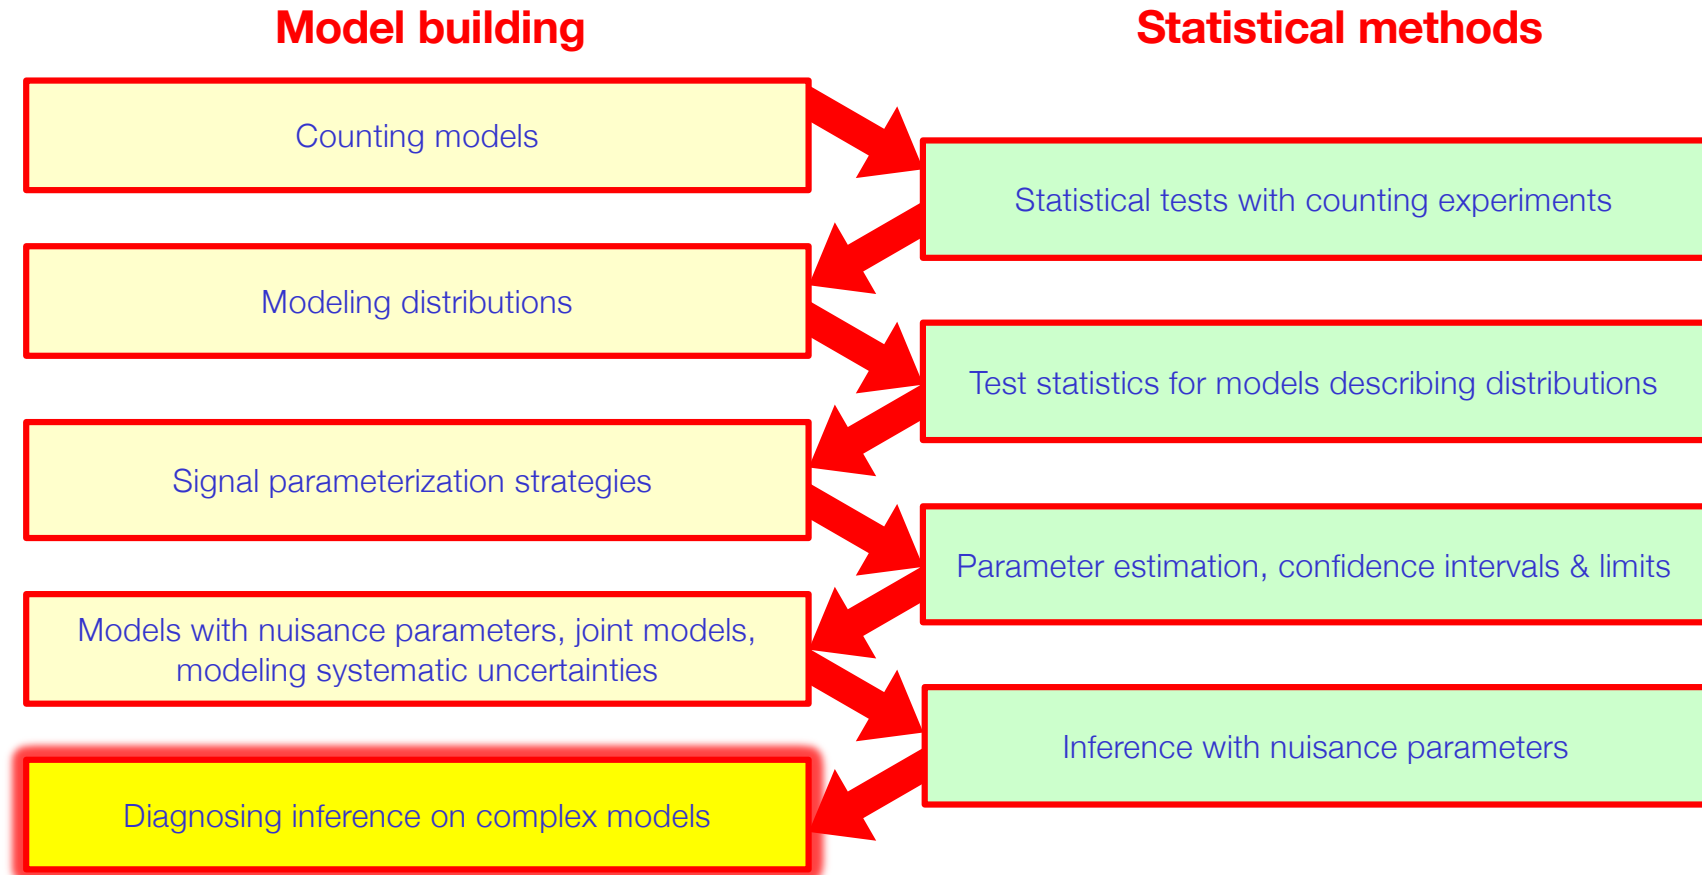 Model building
Statistical methods
Counting models
Statistical tests with counting experiments
Modeling distributions
Test statistics for models describing distributions
Signal parameterization strategies
Parameter estimation, confidence intervals & limits
Models with nuisance parameters, joint models,
modeling systematic uncertainties
Inference with nuisance parameters
Diagnosing inference on complex models